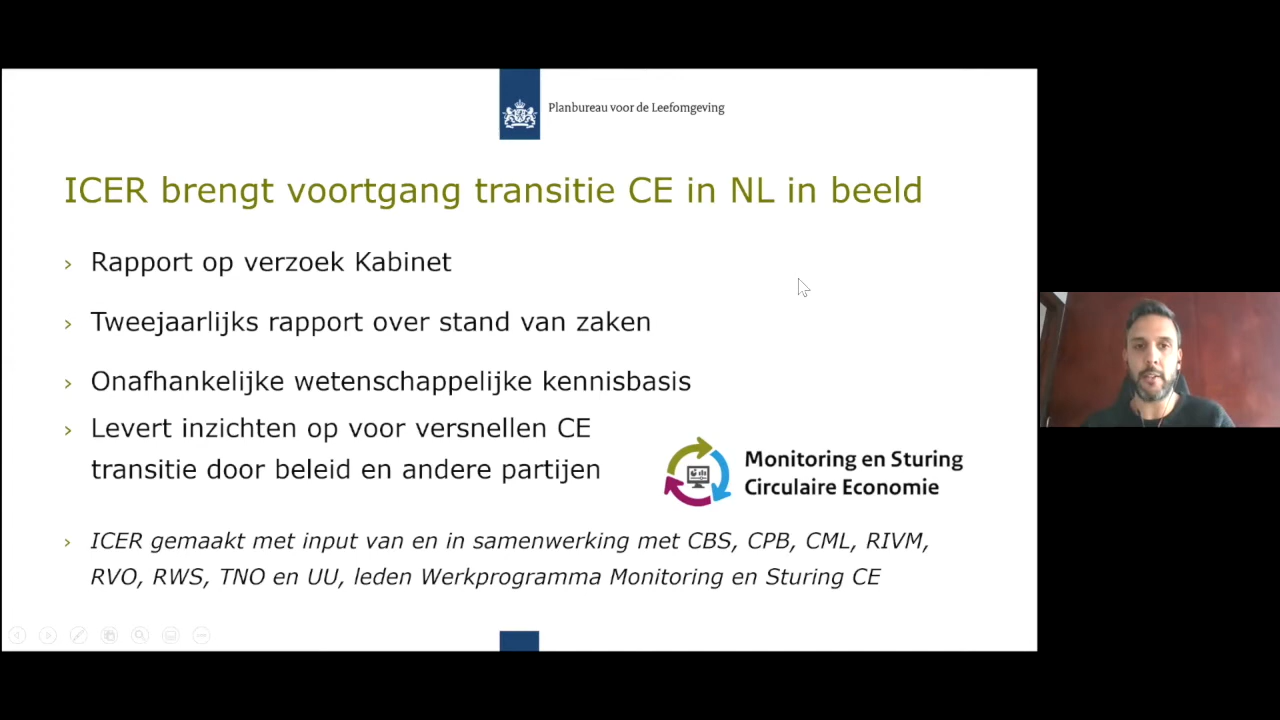 Planbureau voor de Leefomgeving
ICER brengt voortgang transitie CE in NL in beeld
› Rapport op verzoek Kabinet
› Tweejaarlijks rapport over stand van zaken
› Onafhankelijke wetenschappelijke kennisbasis
› Levert inzichten op voor versnellen CE
transitie door beleid en andere partijen
Monitoring en Sturing
Circulaire Economie
› ICER gemaakt met input van en in samenwerking met CBS, CPB, CML, RIVM,
RVO, RWS, TNO en UU, leden Werkprogramma Monitoring en Sturing CE